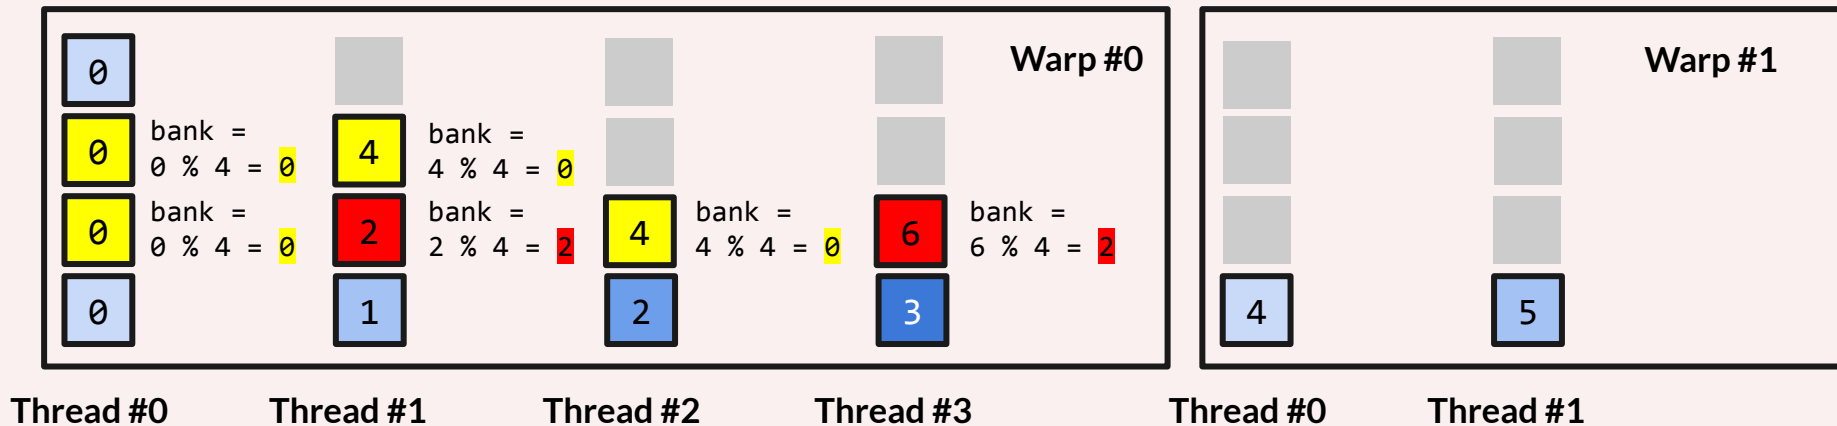 Warp #0
Warp #1
0
0
bank =
0 % 4 = 0
4
bank =
4 % 4 = 0
0
bank =
0 % 4 = 0
2
bank =
2 % 4 = 2
4
bank =
4 % 4 = 0
6
bank =
6 % 4 = 2
0
1
2
3
4
5
Thread #0
Thread #1
Thread #2
Thread #3
Thread #0
Thread #1